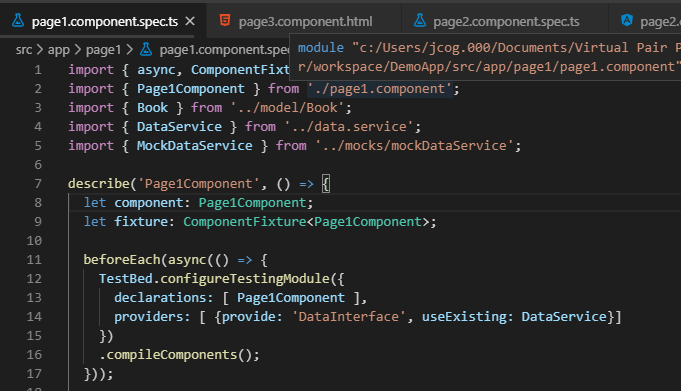 page1.component.spec.ts
page3.component.html
page2.component.spec.ts
page2.
src > app > page1 > page1.component.spec
module "c:/Users/jcog.000/Documents/Virtual Pair P
r/workspace/DemoApp/src/app/page1/page1.component"
1 import { async, ComponentFixtu
2 import { Page1Component } from './page1.component';
3 import { Book } from '../model/Book';
4 import { DataService } from '../data.service';
5 import { MockDataService } from '../mocks/mockDataService';
6
7 describe('Page1Component', () => {
8 let component: Page1Component;
9 let fixture: ComponentFixture<Page1Component>;
10
11 beforeEach(async(() => {
12 TestBed.configureTestingModule({
13 declarations: [ Page1Component ],
14 providers: [ {provide: 'DataInterface', useExisting: DataService}]
15 })
16 .compileComponents();
17 }));